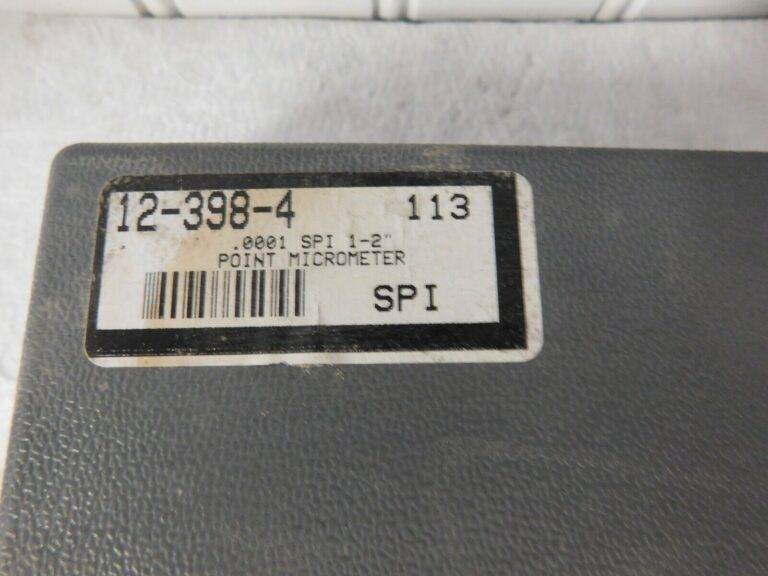 12-398-4 113
.0001 SPI 1-2"
POINT MICROMETER
SPI